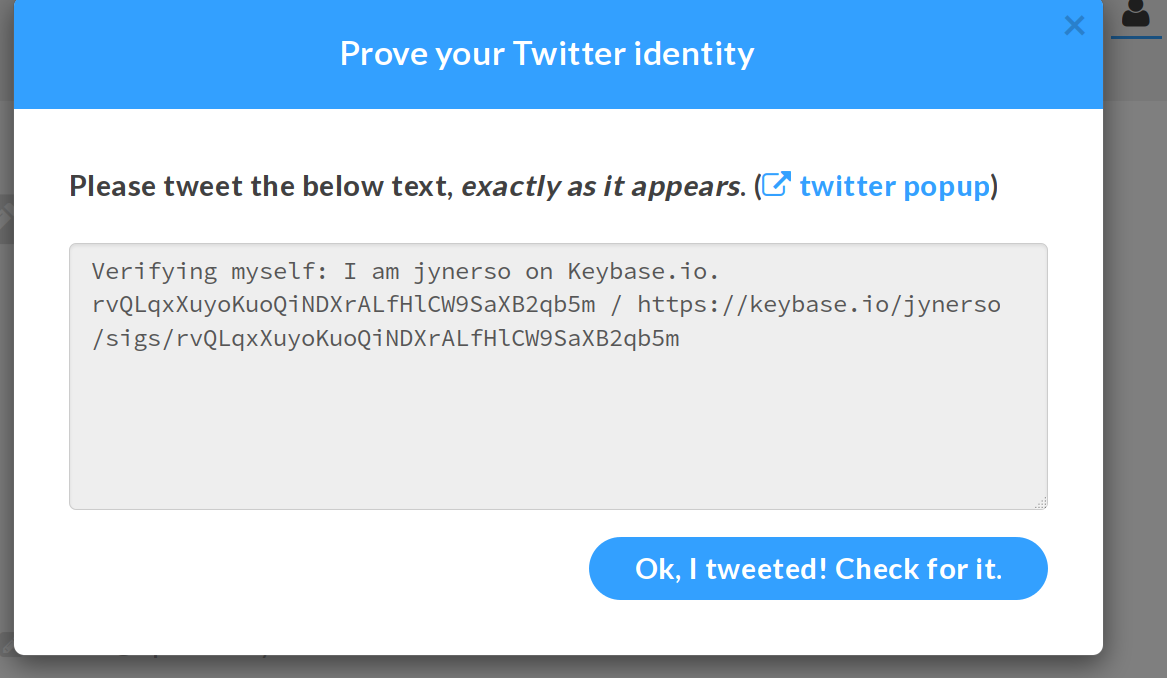 Prove your Twitter identity
×
Please tweet the below text, exactly as it appears. ( twitter popup)
Verifying myself: I am jynerso on Keybase.io.
rvQLqxXuyoKuoQiNDXrALfHlCW9SaXB2qb5m / https://keybase.io/jynerso
/sigs/rvQLqxXuyoKuoQiNDXrALfHlCW9SaXB2qb5m
Ok, I tweeted! Check for it.